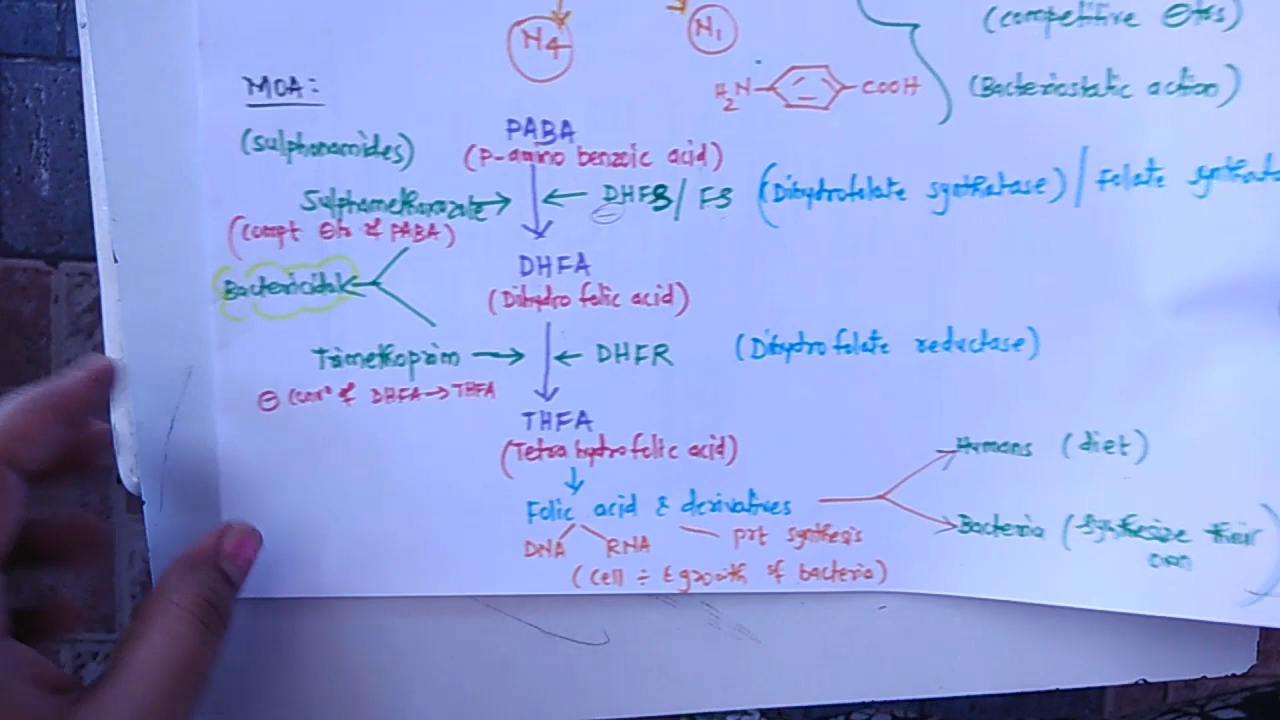 N4
N1
(competitive
MOA:
H2N
COOH
(Bacteriostatic action)
(sulphonamides)
PABA
(P-amino benzoic acid)
Sulphamethoxazole → ← DHFS / FS (Dihydrofolate synthatase) / Folate
(compt of PABA)
Bactericidal
DHFA
(Dihydro folic acid)
Trimethoprim → ← DHFR (Dihydro folate reductase)
⊖ of DHFA → THFA
THFA
(Tetra hydro folic acid)
Humans (diet)
Folic acid & derivatives
Bacteria (synthesize their
own
DNA RNA prt synthesis
(cell ÷ & growth of bacteria)